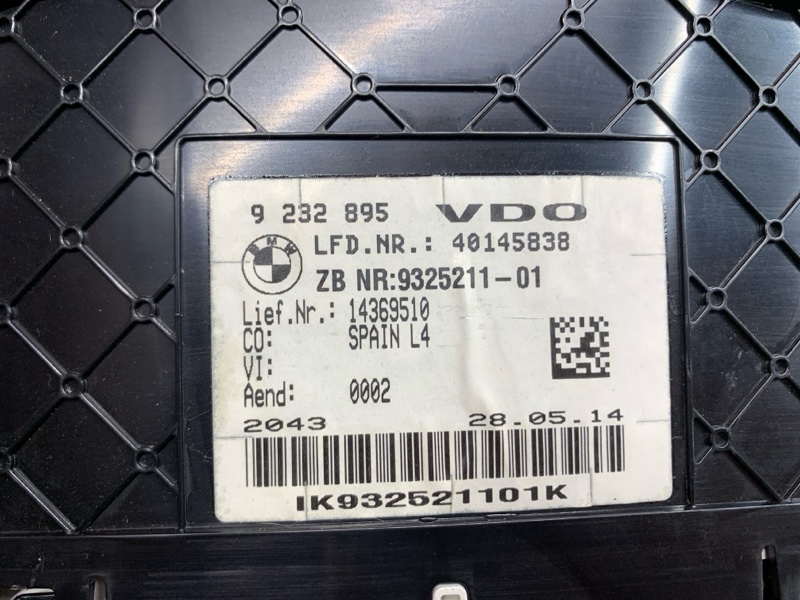 9 232 895 VDO
BMW LFD.NR.: 40145838
ZB NR:9325211-01
Lief.Nr.: 14369510
CO: SPAIN L4
VI:
Aend: 0002
2043 28.05.14
IK932521101K